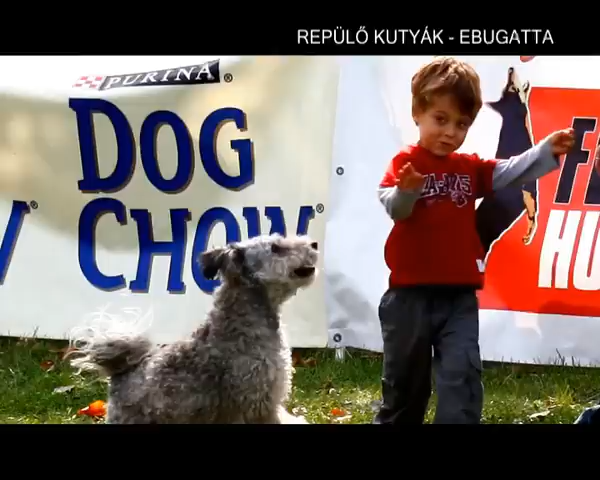 REPÜLŐ KUTYÁK - EBUGATTA
PURINA®
DOG
CHOW®
HU